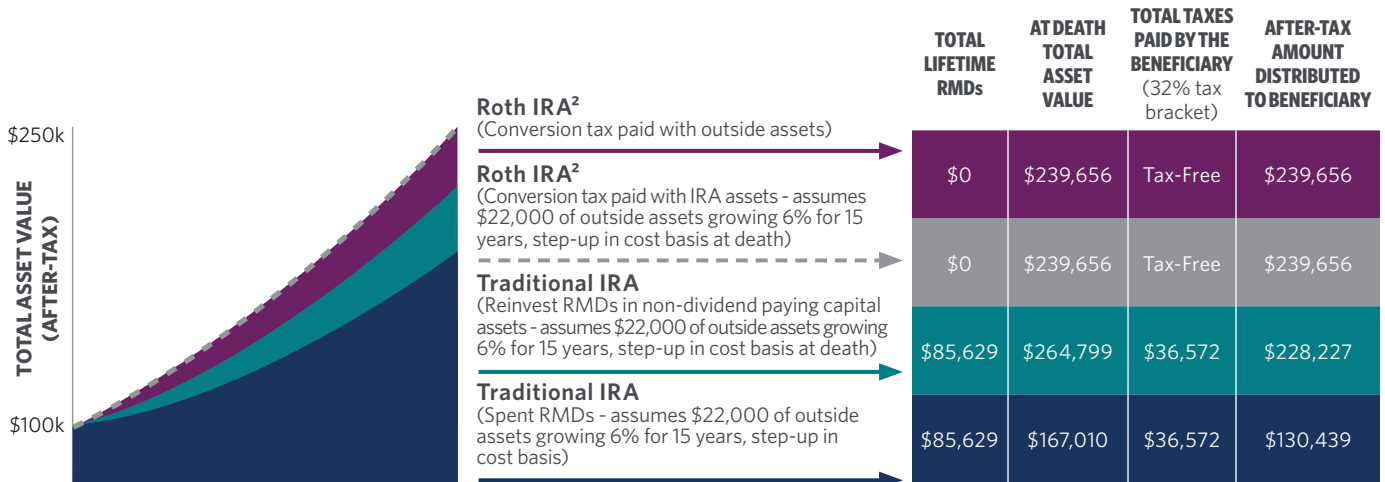 TOTAL
LIFETIME
RMDs
AT DEATH
TOTAL
ASSET
VALUE
TOTAL TAXES
PAID BY THE
BENEFICIARY
(32% tax
bracket)
AFTER-TAX
AMOUNT
DISTRIBUTED
TO BENEFICIARY
$250k
$100k
TOTAL ASSET VALUE
(AFTER-TAX)
Roth IRA²
(Conversion tax paid with outside assets)
$0 $239,656 Tax-Free $239,656
Roth IRA²
(Conversion tax paid with IRA assets - assumes
$22,000 of outside assets growing 6% for 15
years, step-up in cost basis at death)
$0 $239,656 Tax-Free $239,656
Traditional IRA
(Reinvest RMDs in non-dividend paying capital
assets - assumes $22,000 of outside assets growing
6% for 15 years, step-up in cost basis at death)
$85,629 $264,799 $36,572 $228,227
Traditional IRA
(Spent RMDs - assumes $22,000 of outside
assets growing 6% for 15 years, step-up in
cost basis)
$85,629 $167,010 $36,572 $130,439